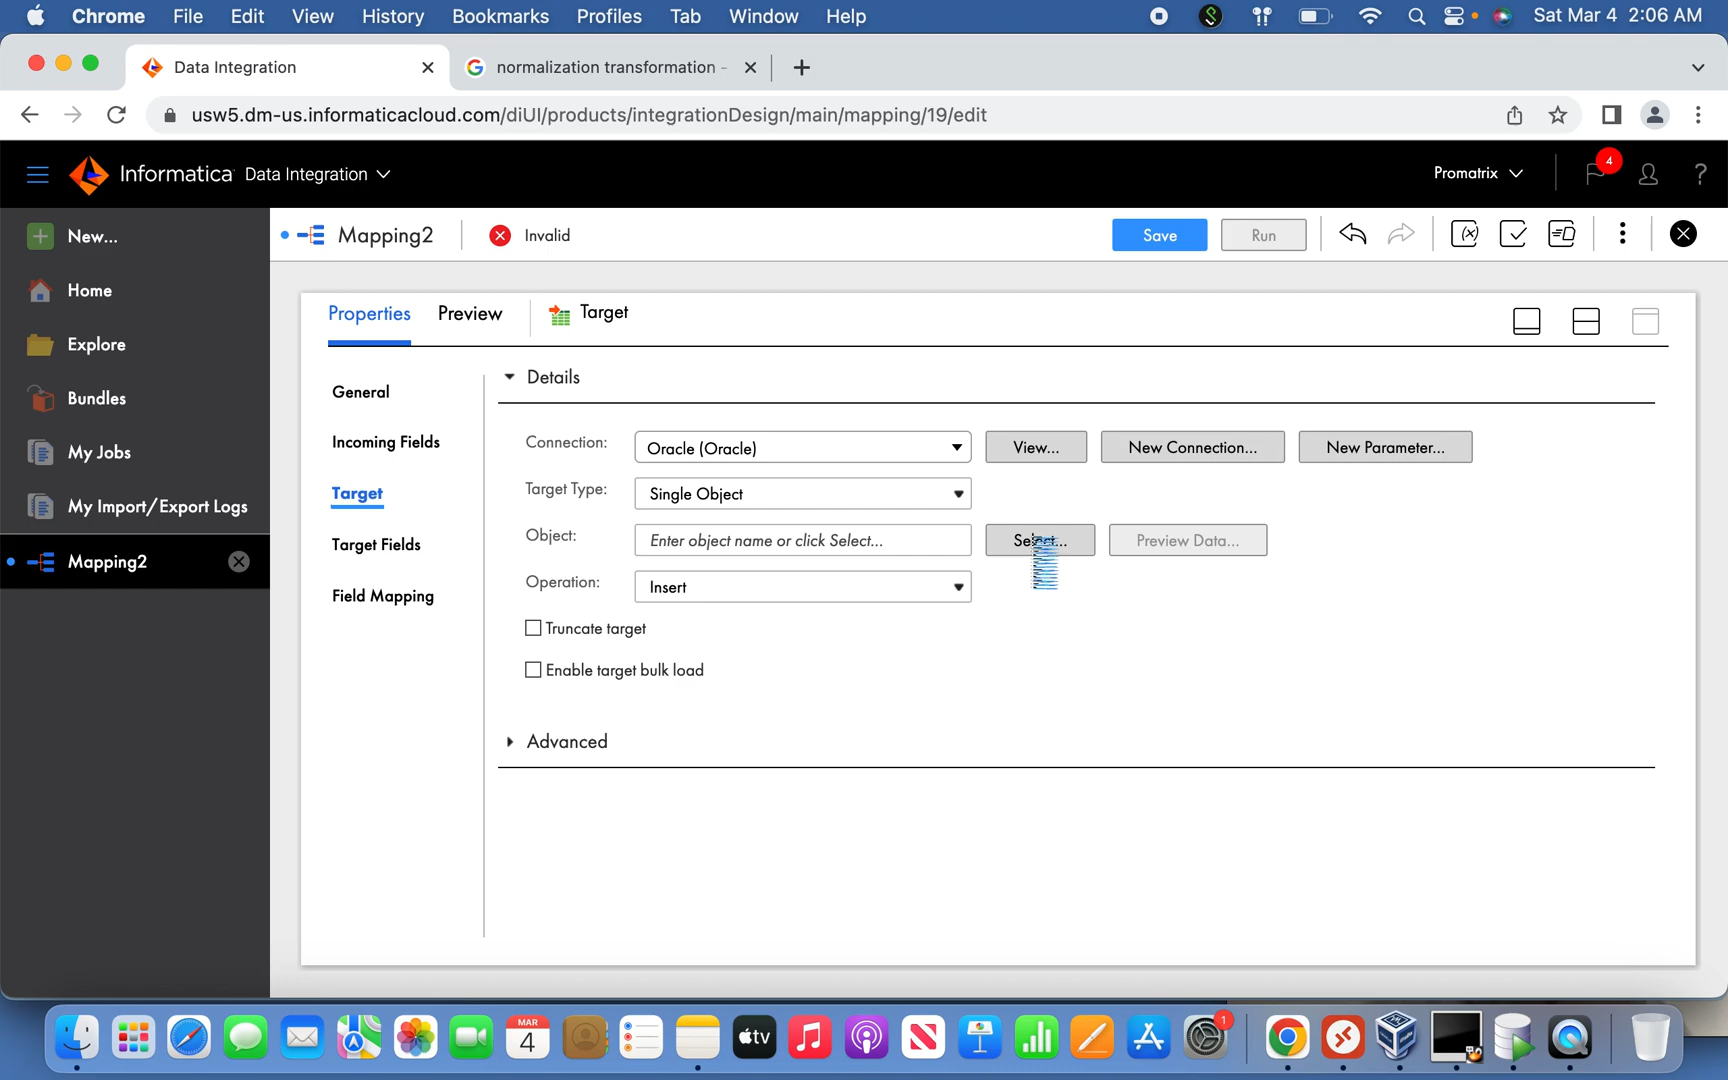 Chrome File Edit View History Bookmarks Profiles Tab Window Help Sat Mar 4 2:06 AM
Data Integration normalization transformation -
usw5.dm-us.informaticacloud.com/diUI/products/integrationDesign/main/mapping/19/edit
Informatica Data Integration Promatrix 4 ?
New... Mapping2 Invalid Save Run
Home
Properties Preview Target
Explore
Details
General
Bundles
Incoming Fields Connection: Oracle (Oracle) View... New Connection... New Parameter...
My Jobs
Target Target Type: Single Object
My Import/Export Logs
Target Fields Object: Enter object name or click Select... Select... Preview Data...
Mapping2
Field Mapping Operation: Insert
Truncate target
Enable target bulk load
Advanced
MAR
4
tv
1